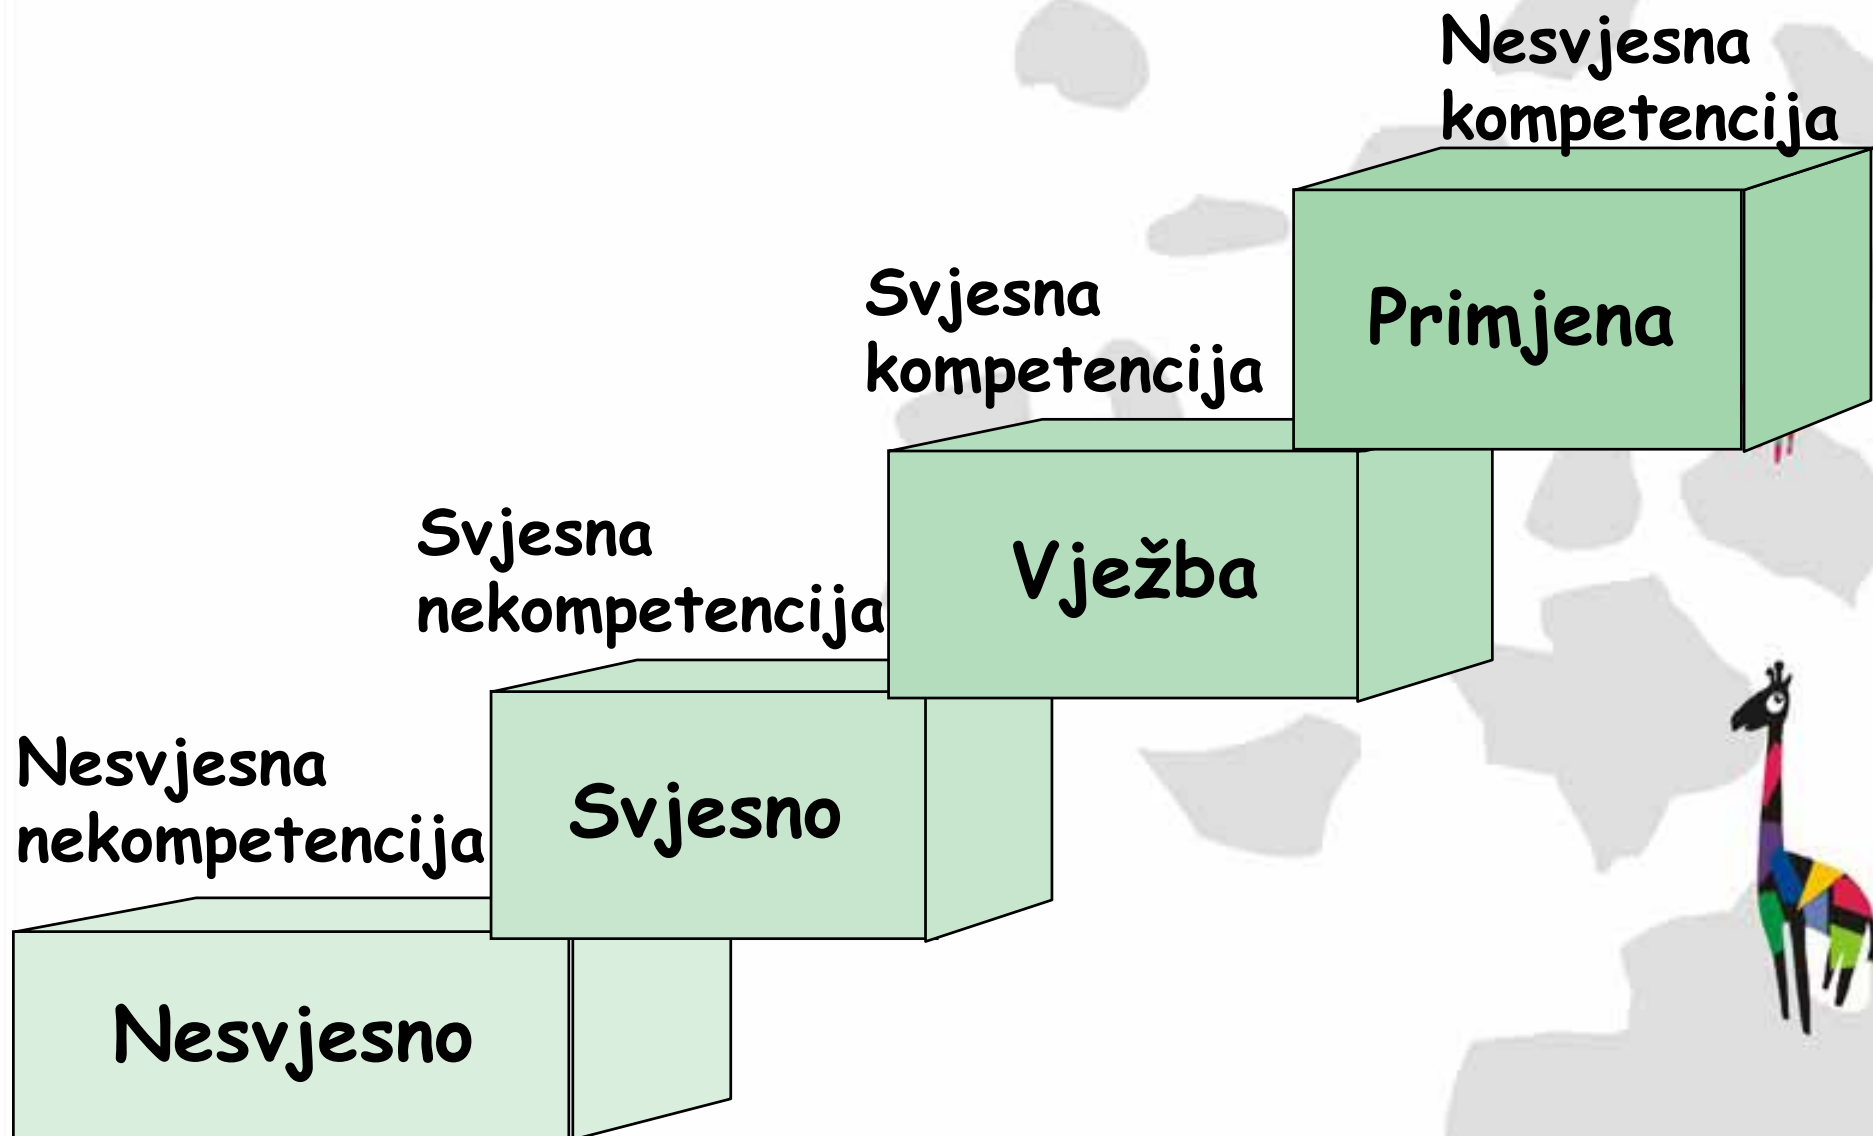 Nesvjesna
kompetencija
Primjena
Svjesna
kompetencija
Vježba
Svjesna
nekompetencija
Svjesno
Nesvjesna
nekompetencija
Nesvjesno